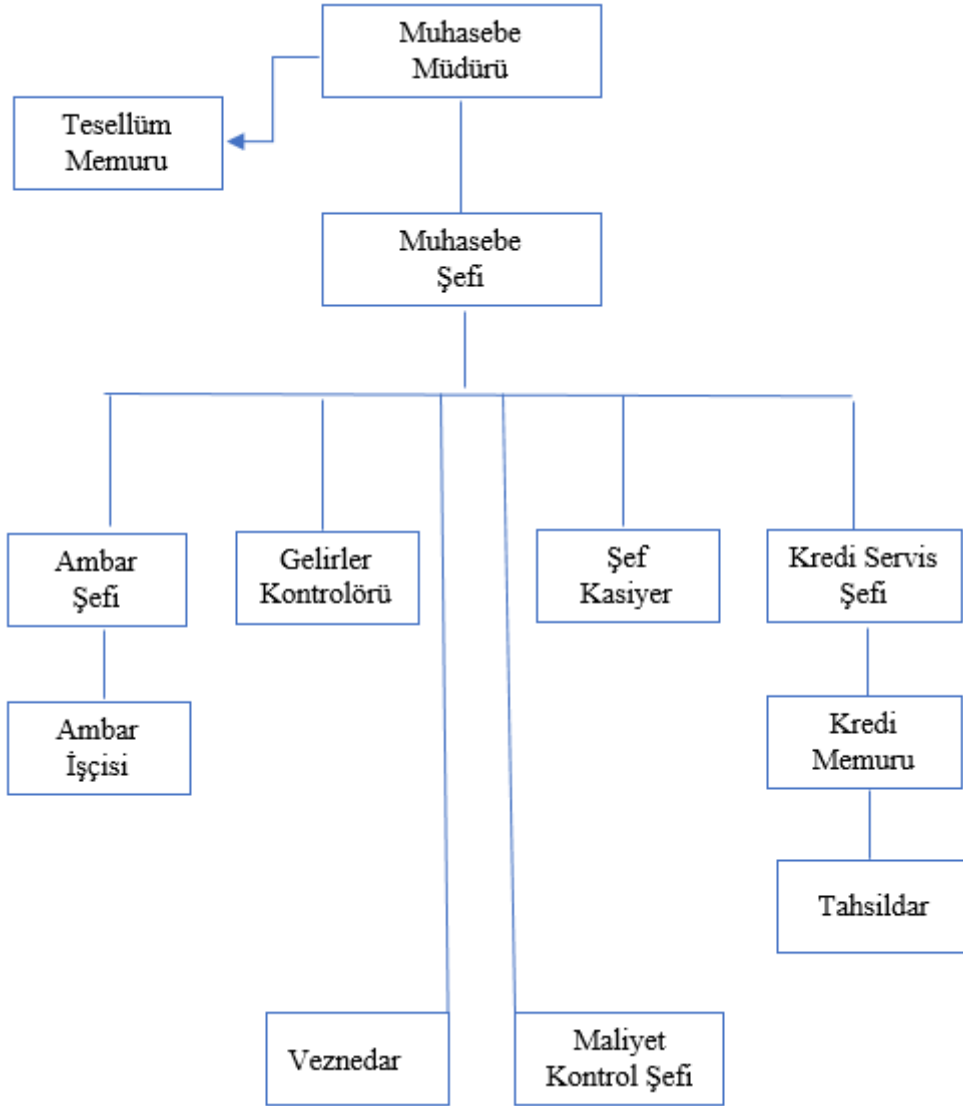 Muhasebe
Müdürü
Tesellüm
Memuru
Muhasebe
Şefi
Ambar
Şefi
Gelirler
Kontrolörü
Şef
Kasiyer
Kredi Servis
Şefi
Ambar
İşçisi
Kredi
Memuru
Tahsildar
Veznedar
Maliyet
Kontrol Şefi